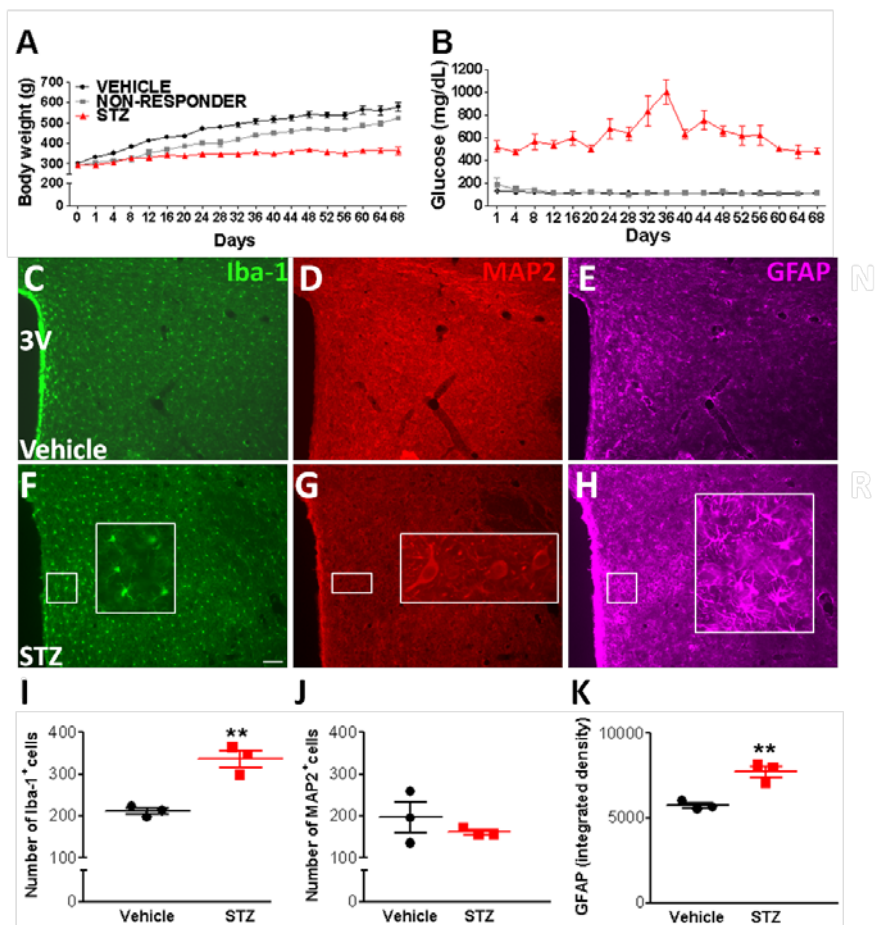 A
B
Body weight (g)
700
600
500
400
300
200
100
0
VEHICLE
NON-RESPONDER
STZ
0 1 4 8 12 16 20 24 28 32 36 40 44 48 52 56 60 64 68
Days
Glucose (mg/dL)
1200
1000
800
600
400
200
0
1 4 8 12 16 20 24 28 32 36 40 44 48 52 56 60 64 68
Days
C Iba-1
D MAP2
E GFAP
N
3V
Vehicle
F
G
H
R
STZ
I
J
K
Number of Iba-1⁺ cells
400
300
200
100
0
**
Vehicle STZ
Number of MAP2⁺ cells
400
300
200
100
0
Vehicle STZ
GFAP (integrated density)
10000
5000
0
**
Vehicle STZ